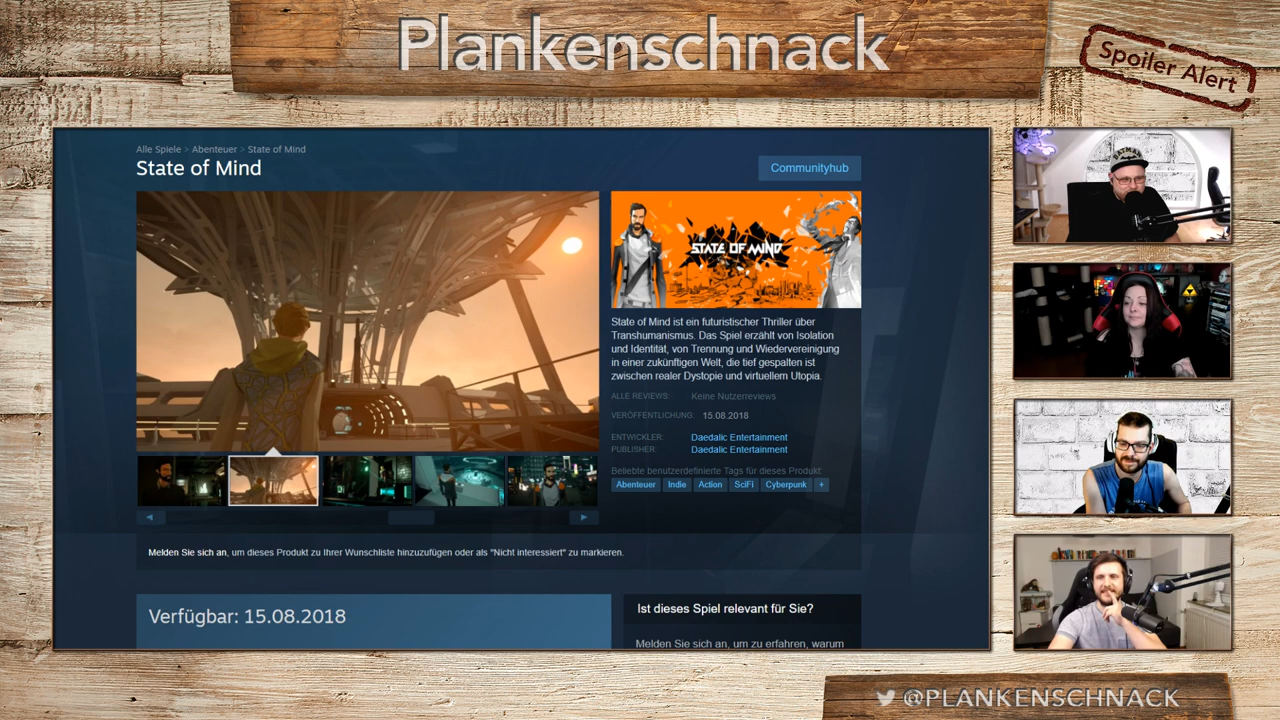 Plankenschnack
Spoiler Alert
Alle Spiele > Abenteuer > State of Mind
State of Mind
Communityhub
STATE OF MIND
State of Mind ist ein futuristischer Thriller über
Transhumanismus. Das Spiel erzählt von Isolation
und Identität, von Trennung und Wiedervereinigung
in einer zukünftigen Welt, die tief gespalten ist
zwischen realer Dystopie und virtuellem Utopia.
ALLE REVIEWS: Keine Nutzerreviews
VERÖFFENTLICHUNG: 15.08.2018
ENTWICKLER: Daedalic Entertainment
PUBLISHER: Daedalic Entertainment
Beliebte benutzerdefinierte Tags für dieses Produkt:
Abenteuer Indie Action SciFi Cyberpunk +
Melden Sie sich an, um dieses Produkt zu Ihrer Wunschliste hinzuzufügen oder als "Nicht interessiert" zu markieren.
Verfügbar: 15.08.2018
Ist dieses Spiel relevant für Sie?
Melden Sie sich an, um zu erfahren, warum
@PLANKENSCHNACK